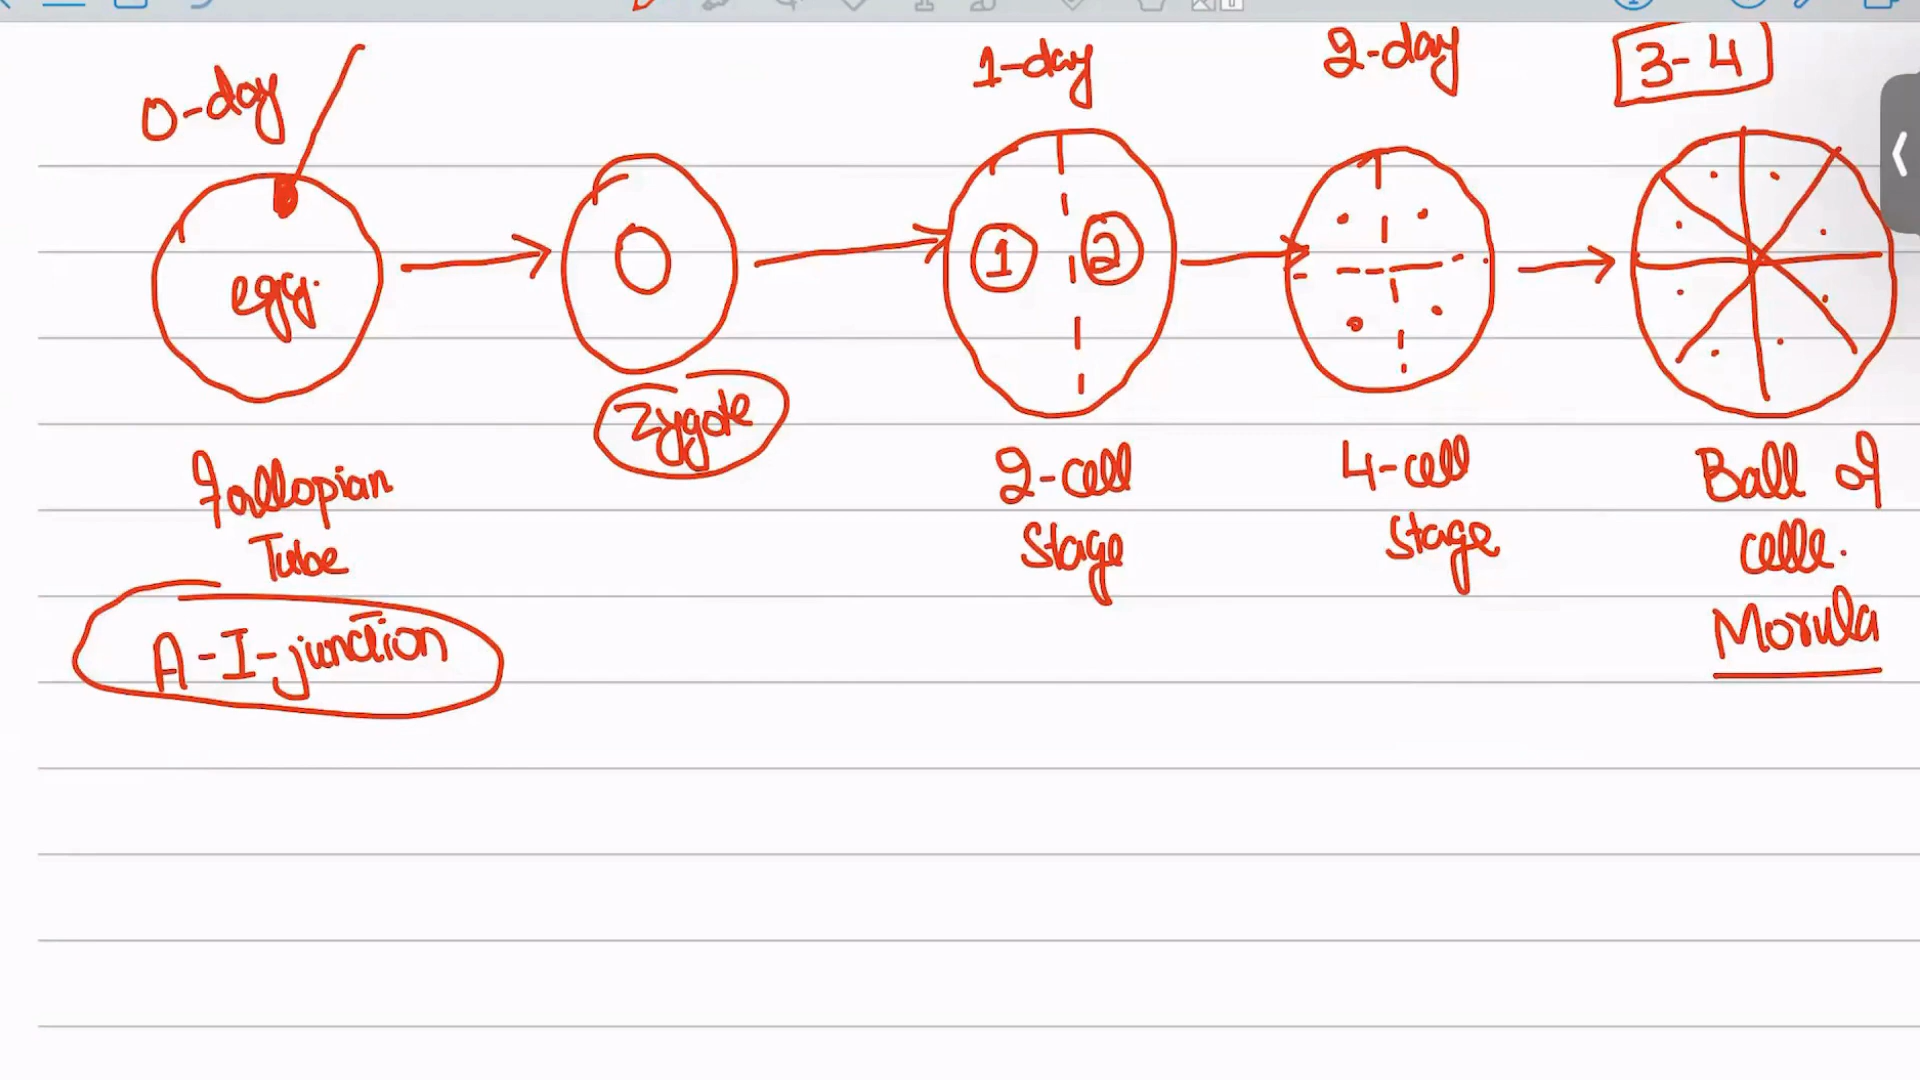 0-day
1-day
2-day
3-4
egg.
1
2
Zygote
Fallopian
Tube
A-I-junction
2-cell
Stage
4-cell
Stage
Ball of
cells.
Morula